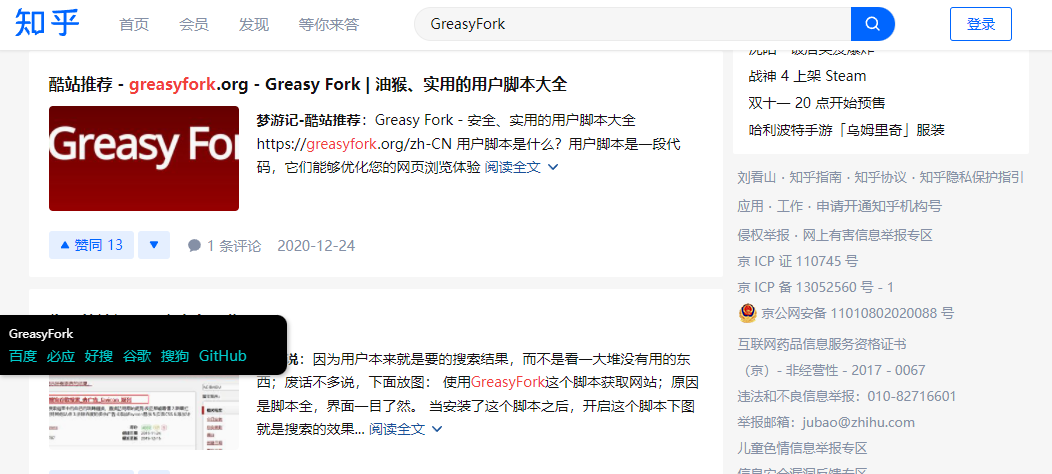 知乎 首页 会员 发现 等你来答 GreasyFork 登录
酷站推荐 - greasyfork.org - Greasy Fork | 油猴、实用的用户脚本大全
Greasy For
梦游记-酷站推荐：Greasy Fork - 安全、实用的用户脚本大全
https://greasyfork.org/zh-CN 用户脚本是什么？用户脚本是一段代
码，它们能够优化您的网页浏览体验 阅读全文
赞同 13
1 条评论 2020-12-24
GreasyFork
百度 必应 好搜 谷歌 搜狗 GitHub
说：因为用户本来就是要的搜索结果，而不是看一大堆没有用的东
西；废话不多说，下面放图： 使用GreasyFork这个脚本获取网站；原因
是脚本全，界面一目了然。 当安装了这个脚本之后，开启这个脚本下图
就是搜索的效果... 阅读全文
战神 4 上架 Steam
双十一 20 点开始预售
哈利波特手游「乌姆里奇」服装
刘看山 · 知乎指南 · 知乎协议 · 知乎隐私保护指引
应用 · 工作 · 申请开通知乎机构号
侵权举报 · 网上有害信息举报专区
京 ICP 证 110745 号
京 ICP 备 13052560 号 - 1
京公网安备 11010802020088 号
互联网药品信息服务资格证书
（京）- 非经营性 - 2017 - 0067
违法和不良信息举报：010-82716601
举报邮箱：jubao@zhihu.com
儿童色情信息举报专区